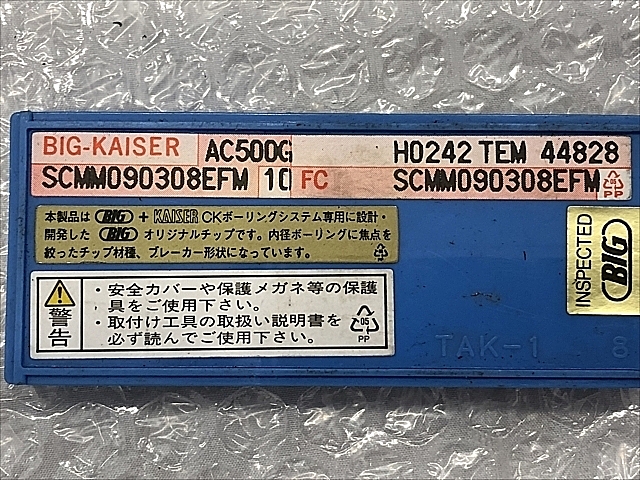 BIG-KAISER AC500G H0242 TEM 44828
SCMM090308EFM 10 FC SCMM090308EFM
PP
本製品は BIG + KAISER CKボーリングシステム専用に設計・
開発した BIG オリジナルチップです。内径ボーリングに焦点を
絞ったチップ材種、ブレーカー形状になっています。
PP
INSPECTED BIG
警告
・安全カバーや保護メガネ等の保護
具をご使用下さい。
・取付け工具の取扱い説明書を
必ず読んでご使用下さい。
05
PP
TAK-1 8